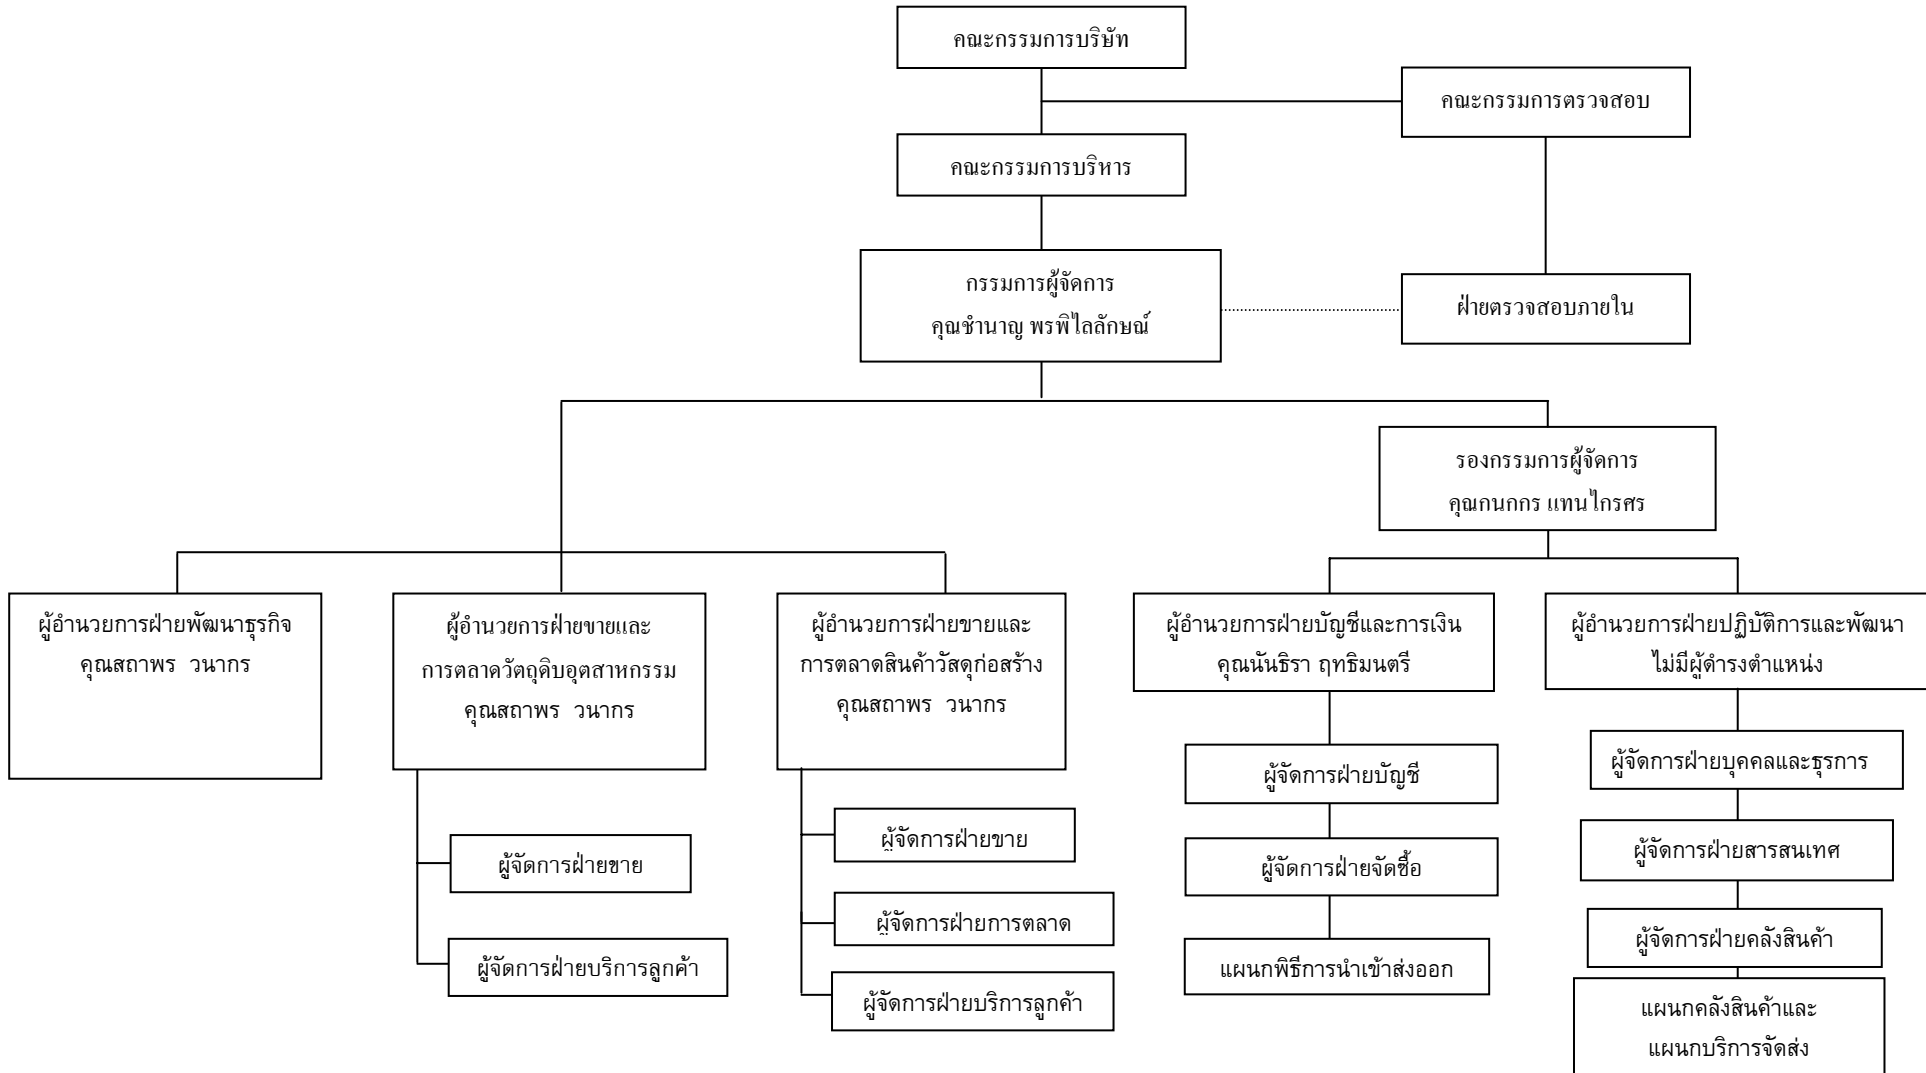 คณะกรรมการบริษัท
คณะกรรมการตรวจสอบ
คณะกรรมการบริหาร
กรรมการผู้จัดการ
คุณชำนาญ พรพิไลลักษณ์
ฝ่ายตรวจสอบภายใน
รองกรรมการผู้จัดการ
คุณกนกกร แทนไกรศร
ผู้อำนวยการฝ่ายพัฒนาธุรกิจ
คุณสถาพร วนากร
ผู้อำนวยการฝ่ายขายและ
การตลาดวัตถุดิบอุตสาหกรรม
คุณสถาพร วนากร
ผู้จัดการฝ่ายขาย
ผู้จัดการฝ่ายบริการลูกค้า
ผู้อำนวยการฝ่ายขายและ
การตลาดสินค้าวัสดุก่อสร้าง
คุณสถาพร วนากร
ผู้จัดการฝ่ายขาย
ผู้จัดการฝ่ายการตลาด
ผู้จัดการฝ่ายบริการลูกค้า
ผู้อำนวยการฝ่ายบัญชีและการเงิน
คุณนันธิรา ฤทธิมนตรี
ผู้จัดการฝ่ายบัญชี
ผู้จัดการฝ่ายจัดซื้อ
แผนกพิธีการนำเข้าส่งออก
ผู้อำนวยการฝ่ายปฏิบัติการและพัฒนา
ไม่มีผู้ดำรงตำแหน่ง
ผู้จัดการฝ่ายบุคคลและธุรการ
ผู้จัดการฝ่ายสารสนเทศ
ผู้จัดการฝ่ายคลังสินค้า
แผนกคลังสินค้าและ
แผนกบริการจัดส่ง